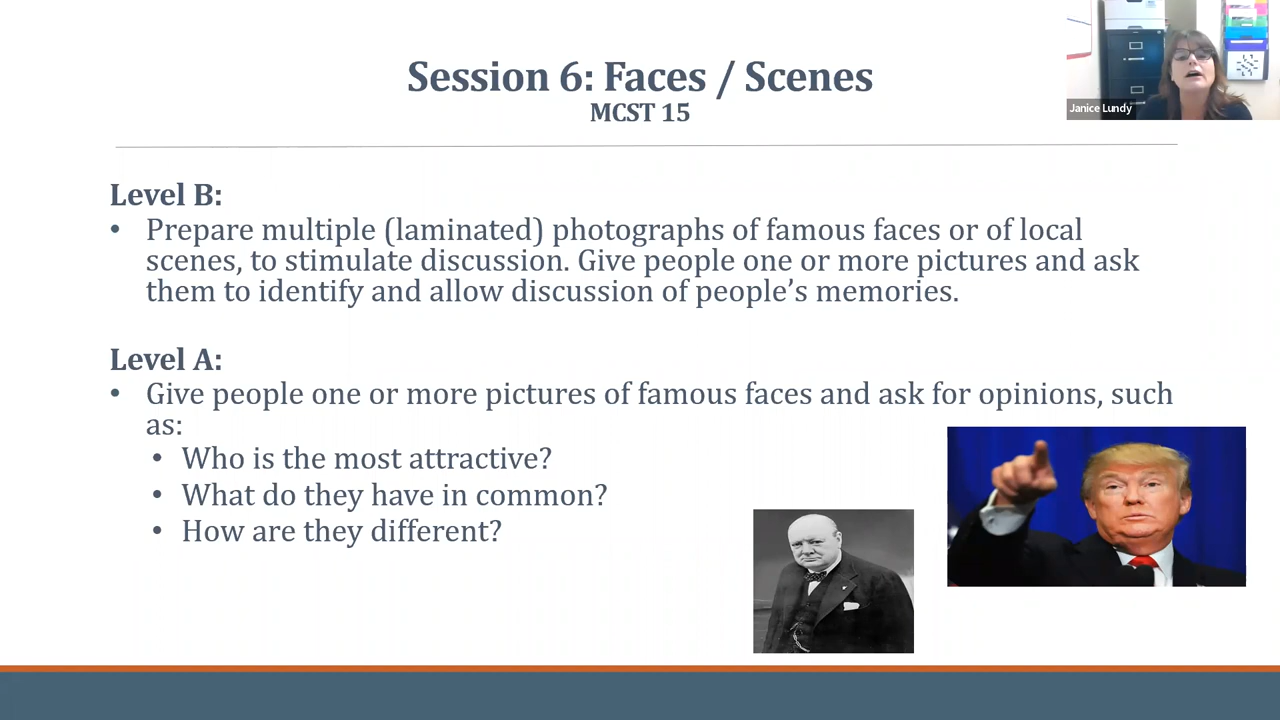 Session 6: Faces / Scenes
MCST 15
Janice Lundy
Level B:
• Prepare multiple (laminated) photographs of famous faces or of local
scenes, to stimulate discussion. Give people one or more pictures and ask
them to identify and allow discussion of people’s memories.
Level A:
• Give people one or more pictures of famous faces and ask for opinions, such
as:
• Who is the most attractive?
• What do they have in common?
• How are they different?